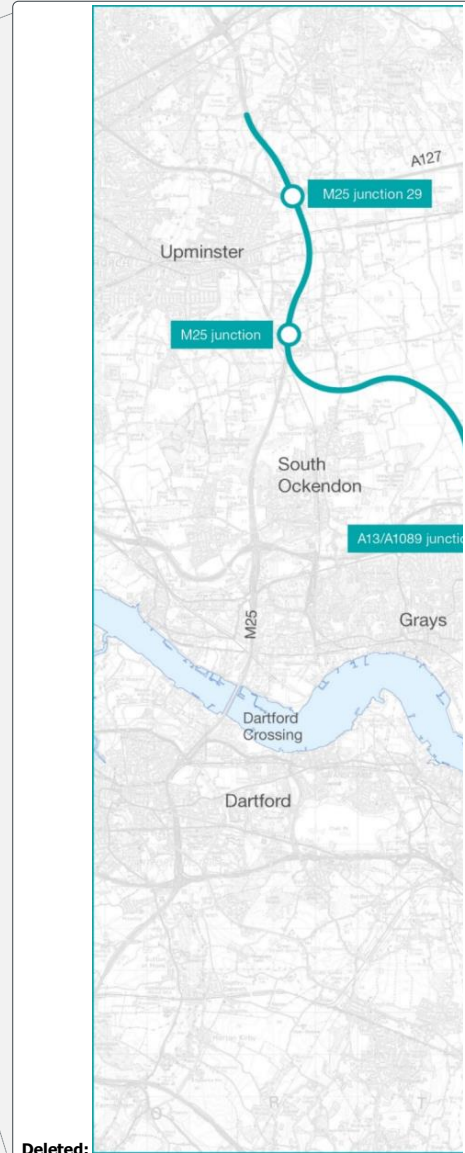 A127
M25 junction 29
Upminster
M25 junction
South
Ockendon
A13/A1089 junctio
M25
Grays
Dartford
Crossing
Dartford
Deleted: